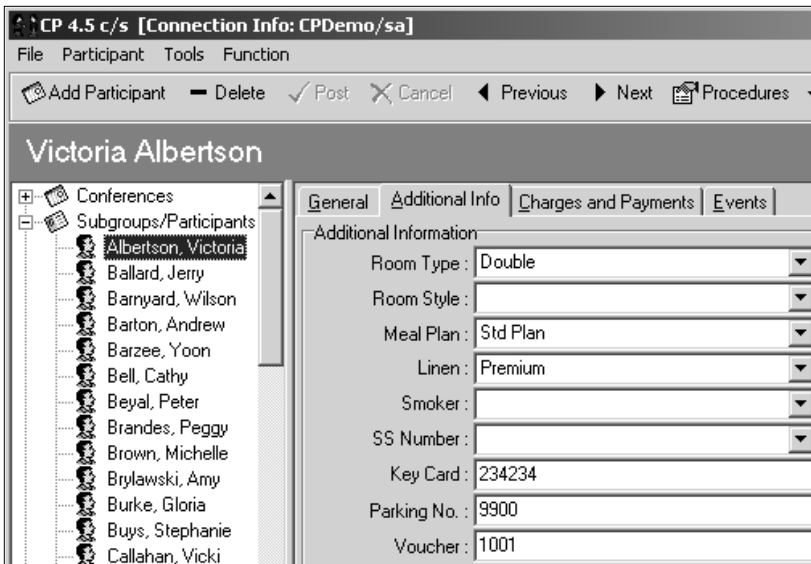 CP 4.5 c/s [Connection Info: CPDemo/sa]
File Participant Tools Function
Add Participant Delete Post Cancel Previous Next Procedures
Victoria Albertson
Conferences
Subgroups/Participants
Albertson, Victoria
Ballard, Jerry
Barnyard, Wilson
Barton, Andrew
Barzee, Yoon
Bell, Cathy
Beyal, Peter
Brandes, Peggy
Brown, Michelle
Brylawski, Amy
Burke, Gloria
Buys, Stephanie
Callahan, Vicki
General Additional Info Charges and Payments Events
Additional Information
Room Type : Double
Room Style :
Meal Plan : Std Plan
Linen : Premium
Smoker :
SS Number :
Key Card : 234234
Parking No. : 9900
Voucher : 1001